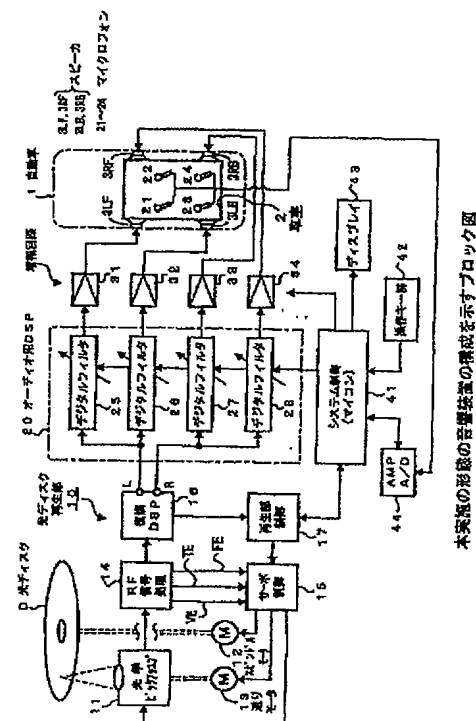 3LF,3RF
3LB,3RB
スピーカ
21〜24 マイクロフォン
1 自動車
3LF
3RF
21
22
23
24
3LB
3RB
2
車室
増幅回路
31
32
33
34
20 オーディオ用DSP
デジタルフィルタ
25
デジタルフィルタ
26
デジタルフィルタ
27
デジタルフィルタ
28
ディスプレイ
43
操作キー部
42
システム制御
(マイコン)
41
AMP
A/D
44
光ディスク
再生部
10
L
R
復調
DSP
16
再生部
制御
17
D 光ディスク
14
RF
信号
処理
TE
FE
VE
サーボ
制御
15
11
光学
ピックアップ
M
12
スピンドル
モータ
M
13
送り
モータ
本実施の形態の音響装置の構成を示すブロック図